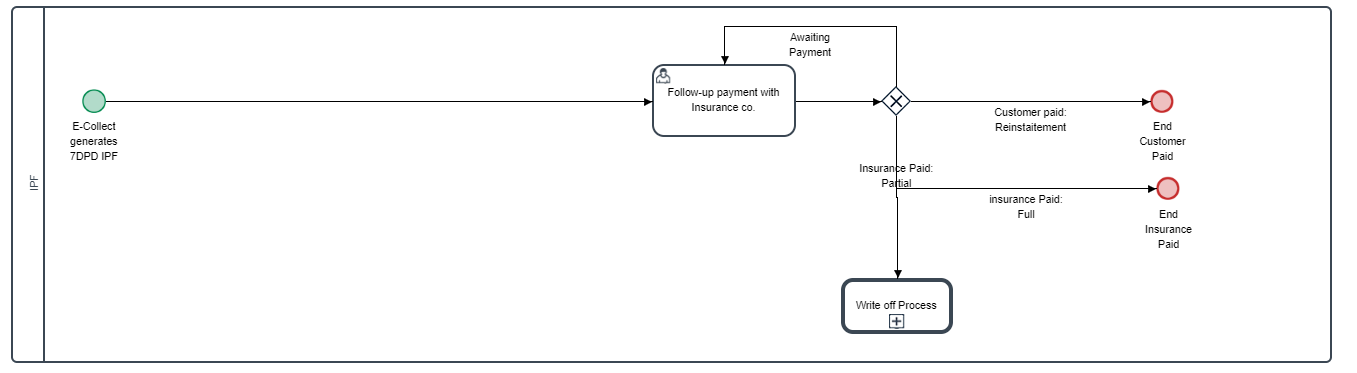 IPF
E-Collect
generates
7DPD IPF
Awaiting
Payment
Follow-up payment with
Insurance co.
Customer paid:
Reinstaitement
End
Customer
Paid
Insurance Paid:
Partial
insurance Paid:
Full
End
Insurance
Paid
Write off Process